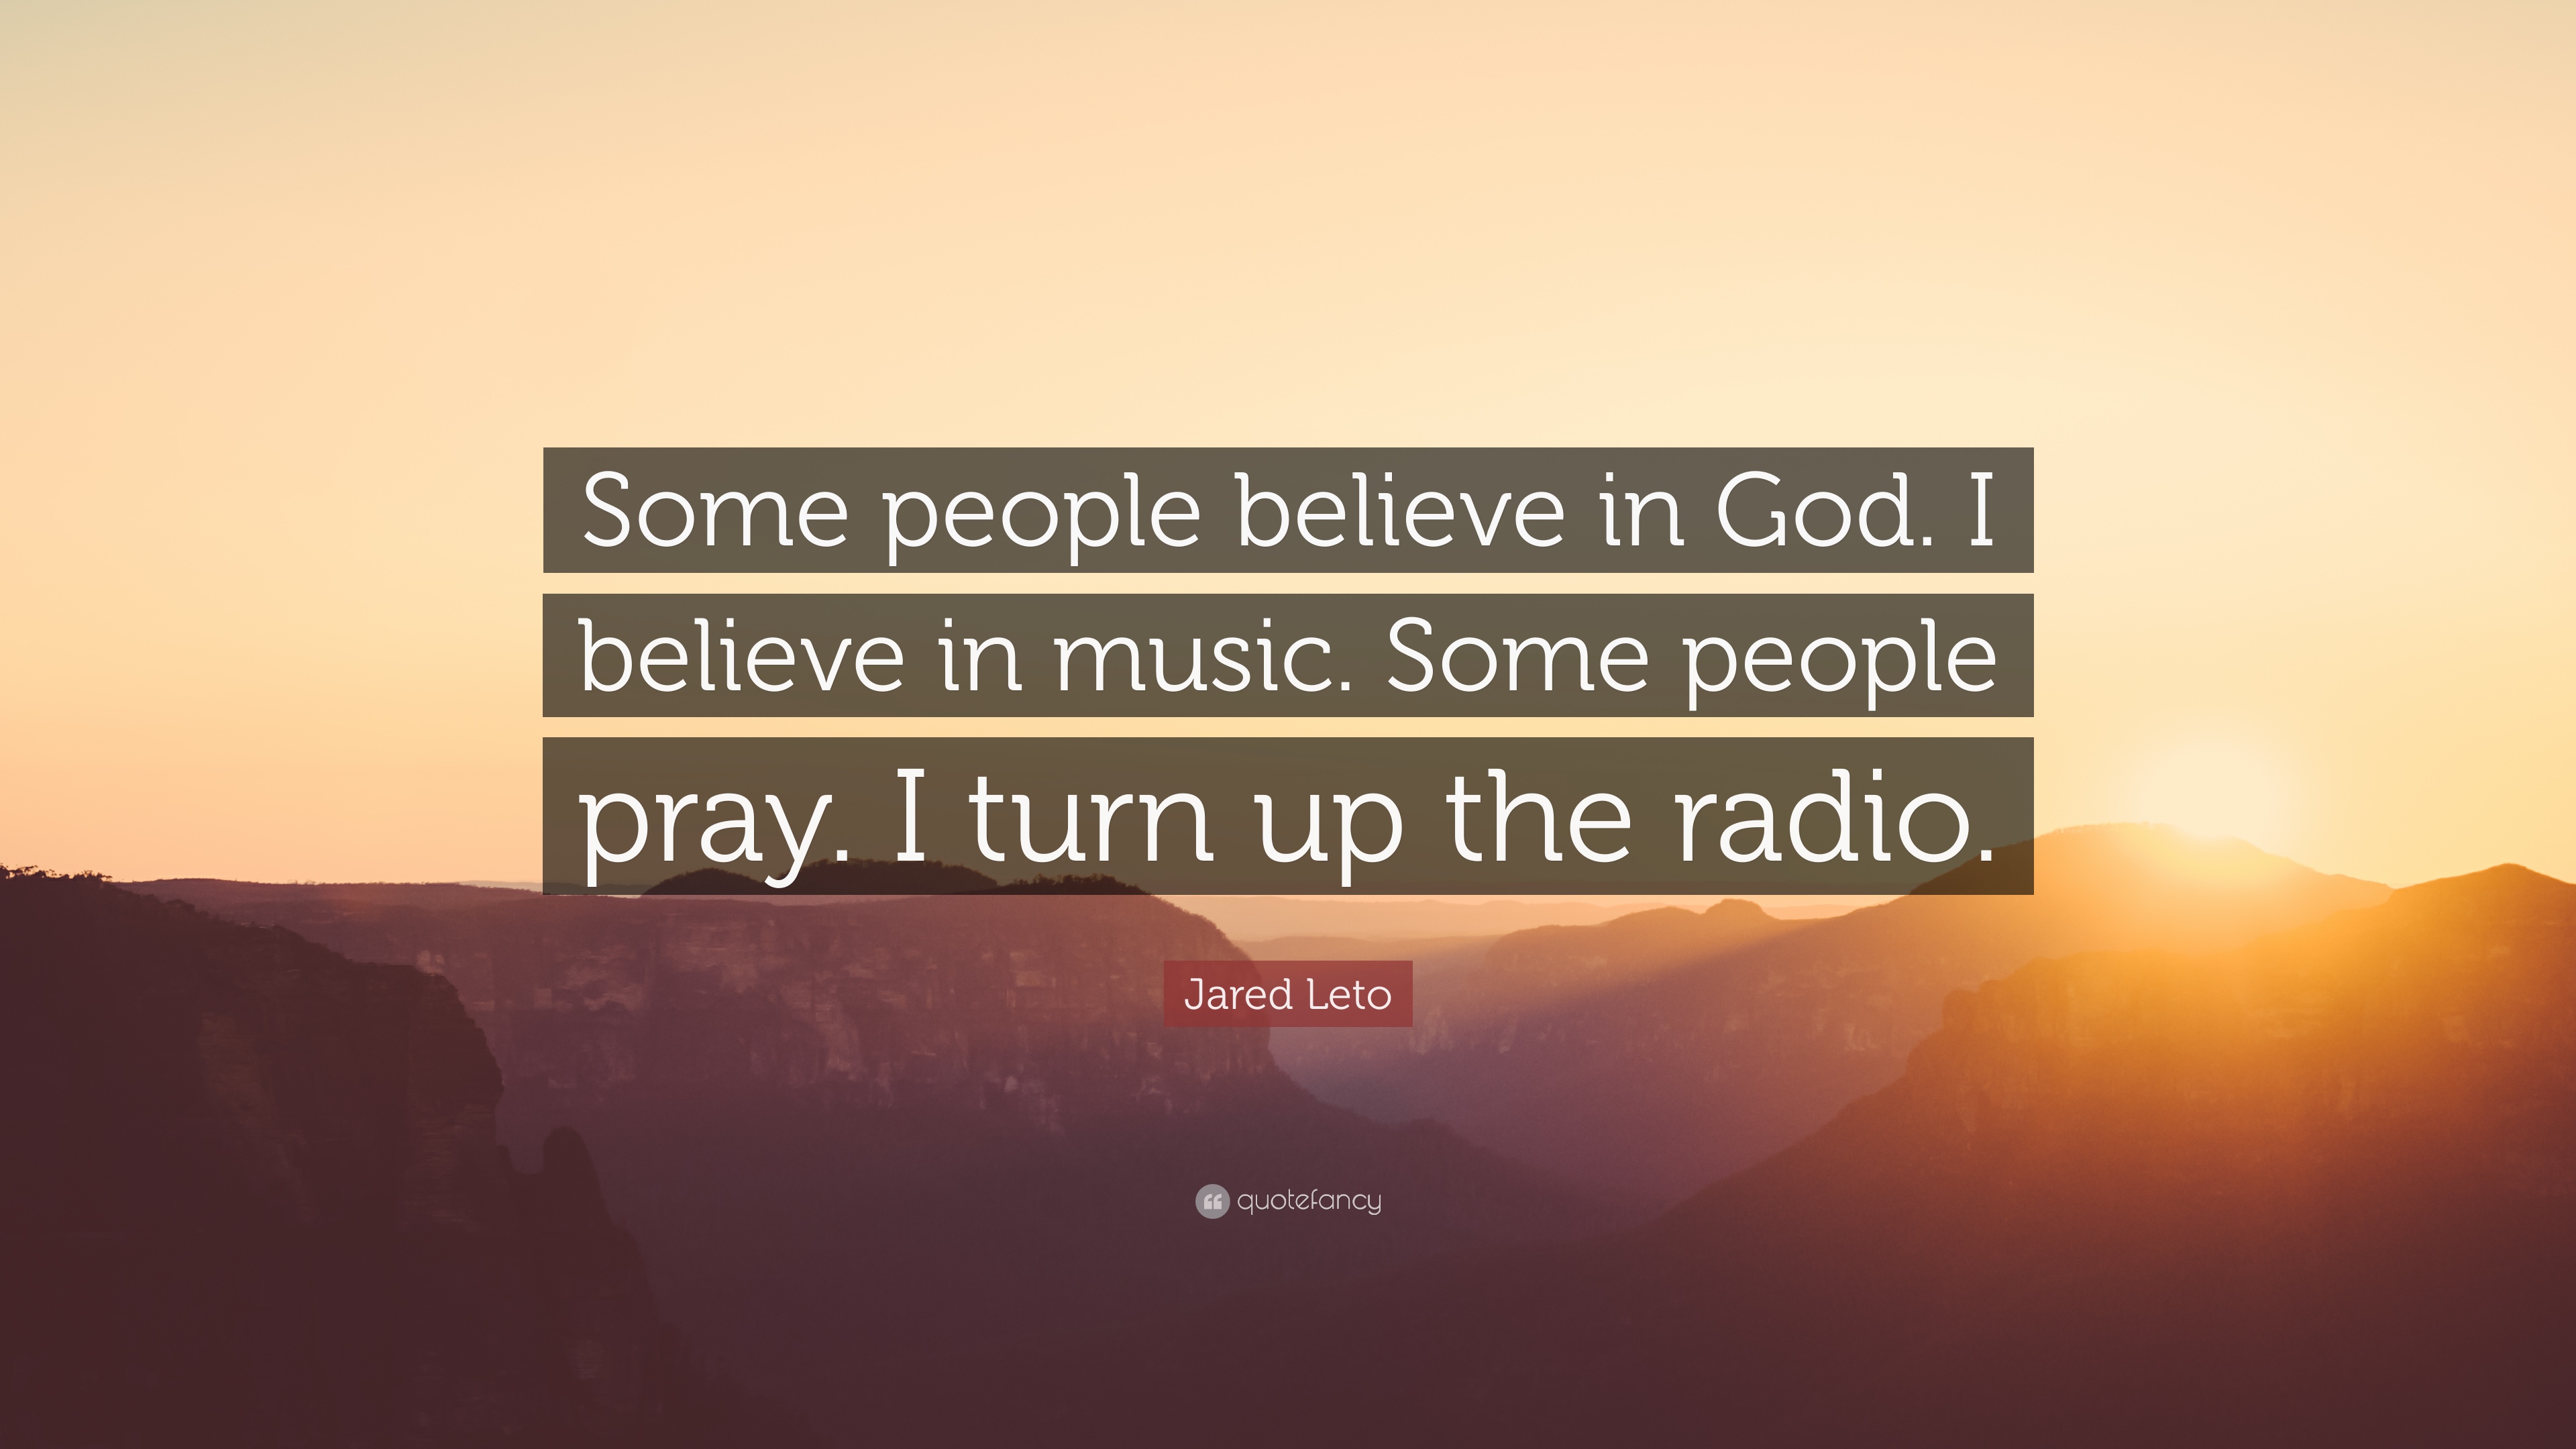 Some people believe in God. I
believe in music. Some people
pray. I turn up the radio.
Jared Leto
quotefancy